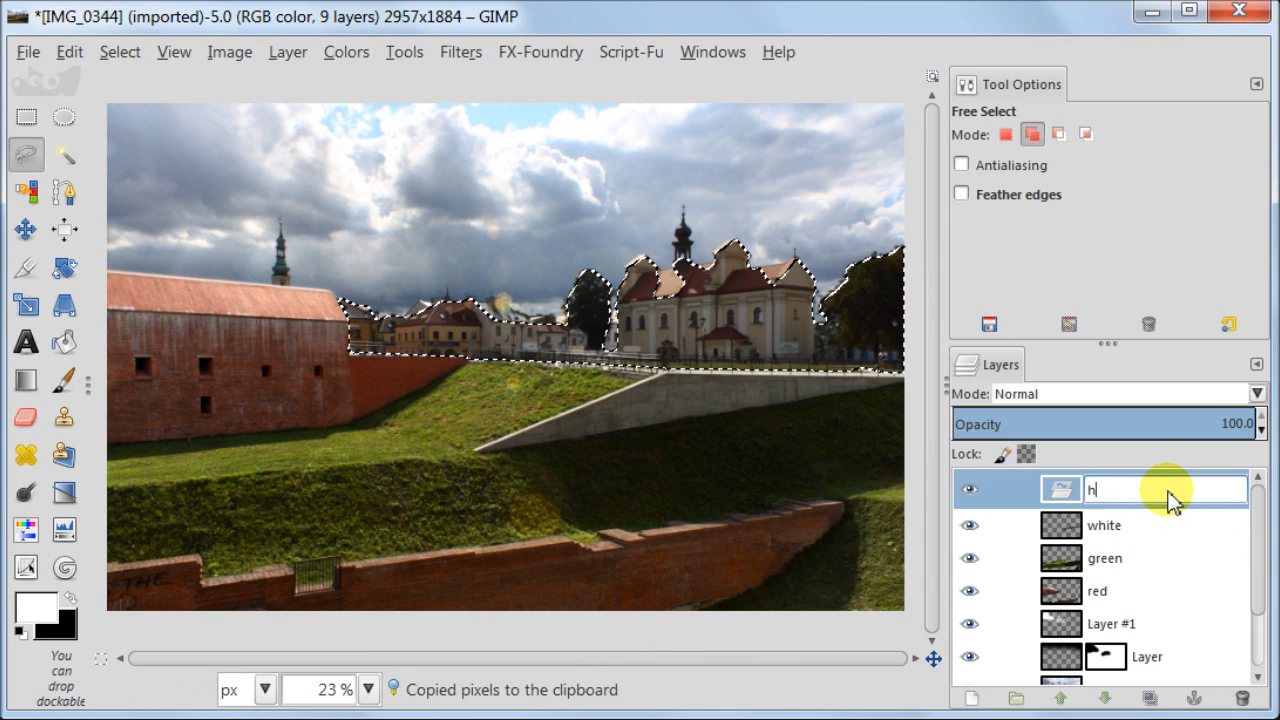 *[IMG_0344] (imported)-5.0 (RGB color, 9 layers) 2957x1884 – GIMP
File Edit Select View Image Layer Colors Tools Filters FX-Foundry Script-Fu Windows Help
Tool Options
Free Select
Mode:
Antialiasing
Feather edges
Layers
Mode: Normal
Opacity 100.0
Lock:
h
white
green
red
Layer #1
Layer
You
can
drop
dockable
px 23 % Copied pixels to the clipboard